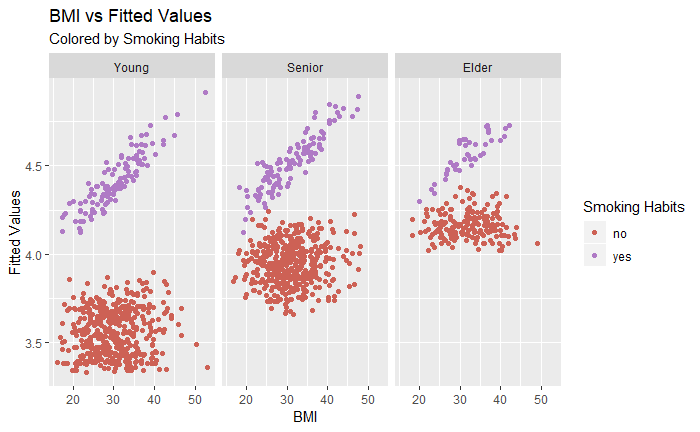 BMI vs Fitted Values
Colored by Smoking Habits
Young Senior Elder
Fitted Values
4.5
4.0
3.5
20 30 40 50 20 30 40 50 20 30 40 50
BMI
Smoking Habits
no
yes